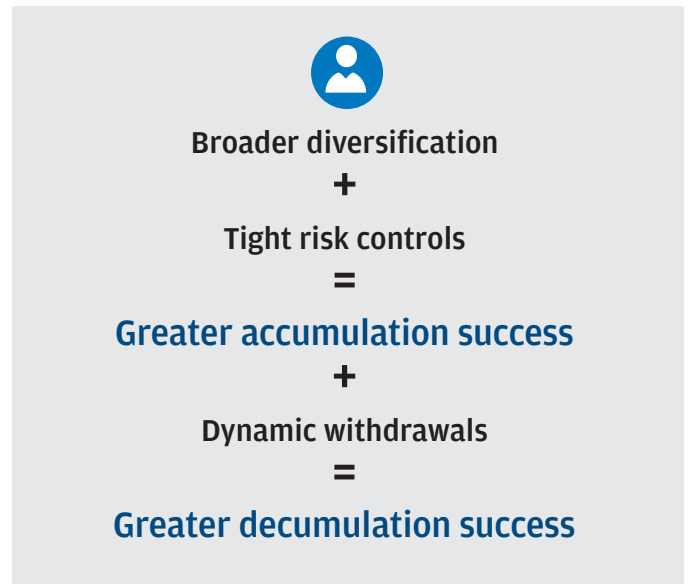 Broader diversification
+
Tight risk controls
=
Greater accumulation success
+
Dynamic withdrawals
=
Greater decumulation success